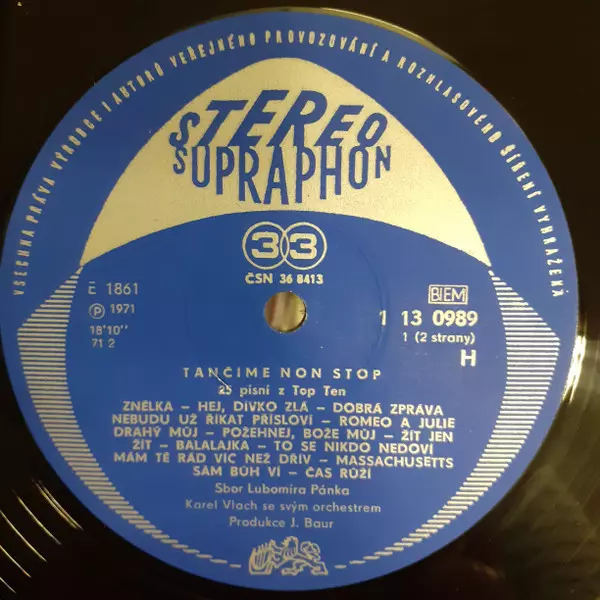 VŠECHNA PRÁVA VÝROBCE I AUTORŮ VEŘEJNÉHO PROVOZOVÁNÍ A ROZHLASOVÉHO ŠÍŘENÍ VYHRAŽENA
STEREO
SUPRAPHON
33
ČSN 36 8413
E 1861
℗ 1971
18'10''
71 2
BIEM
1 13 0989
1 (2 strany)
H
TANČÍME NON STOP
25 písní z Top Ten
ZNĚLKA – HEJ, DÍVKO ZLÁ – DOBRÁ ZPRÁVA
NEBUDU UŽ ŘÍKAT PŘÍSLOVÍ – ROMEO A JULIE
DRAHÝ MŮJ – POŽEHNEJ, BOŽE MŮJ – ŽÍT JEN
ŽÍT – BALALAJKA – TO SE NIKDO NEDOVÍ
MÁM TĚ RÁD VÍC NEŽ DŘÍV – MASSACHUSETTS
SÁM BŮH VÍ – ČAS RŮŽÍ
Sbor Lubomíra Pánka
Karel Vlach se svým orchestrem
Produkce J. Baur